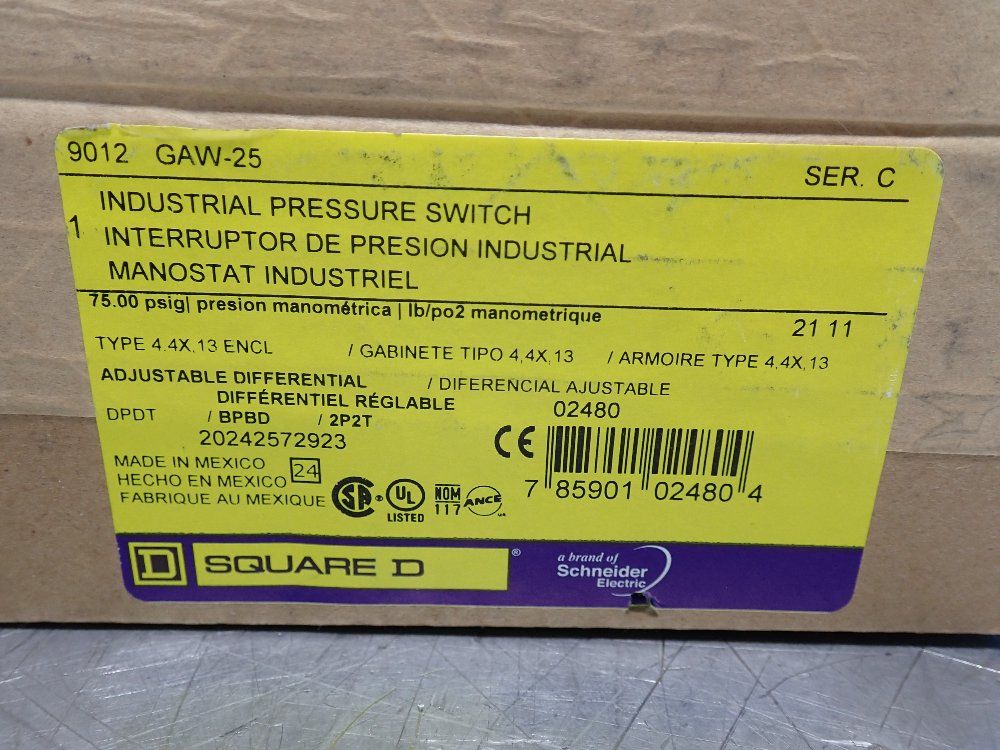 9012 GAW-25
SER. C
1
INDUSTRIAL PRESSURE SWITCH
INTERRUPTOR DE PRESION INDUSTRIAL
MANOSTAT INDUSTRIEL
75.00 psig| presion manométrica | lb/po2 manometrique
21 11
TYPE 4.4X,13 ENCL / GABINETE TIPO 4,4X,13 / ARMOIRE TYPE 4,4X,13
ADJUSTABLE DIFFERENTIAL / DIFERENCIAL AJUSTABLE
DIFFÉRENTIEL RÉGLABLE
02480
DPDT / BPBD / 2P2T
20242572923
MADE IN MEXICO
HECHO EN MEXICO 24
FABRIQUE AU MEXIQUE
CE
SA ®
UL
LISTED
NOM
117
ANCE
7 85901 02480 4
D SQUARE D ®
a brand of
Schneider
Electric